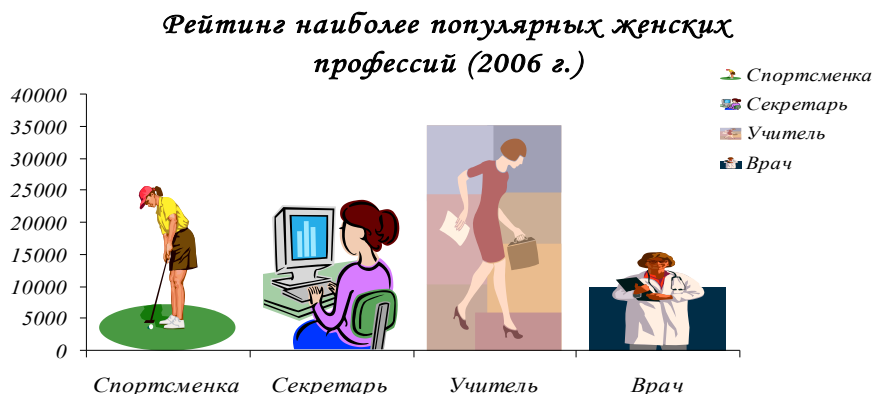 Рейтинг наиболее популярных женских
профессий (2006 г.)
Спортсменка
Секретарь
Учитель
Врач
40000
35000
30000
25000
20000
15000
10000
5000
0
Спортсменка Секретарь Учитель Врач